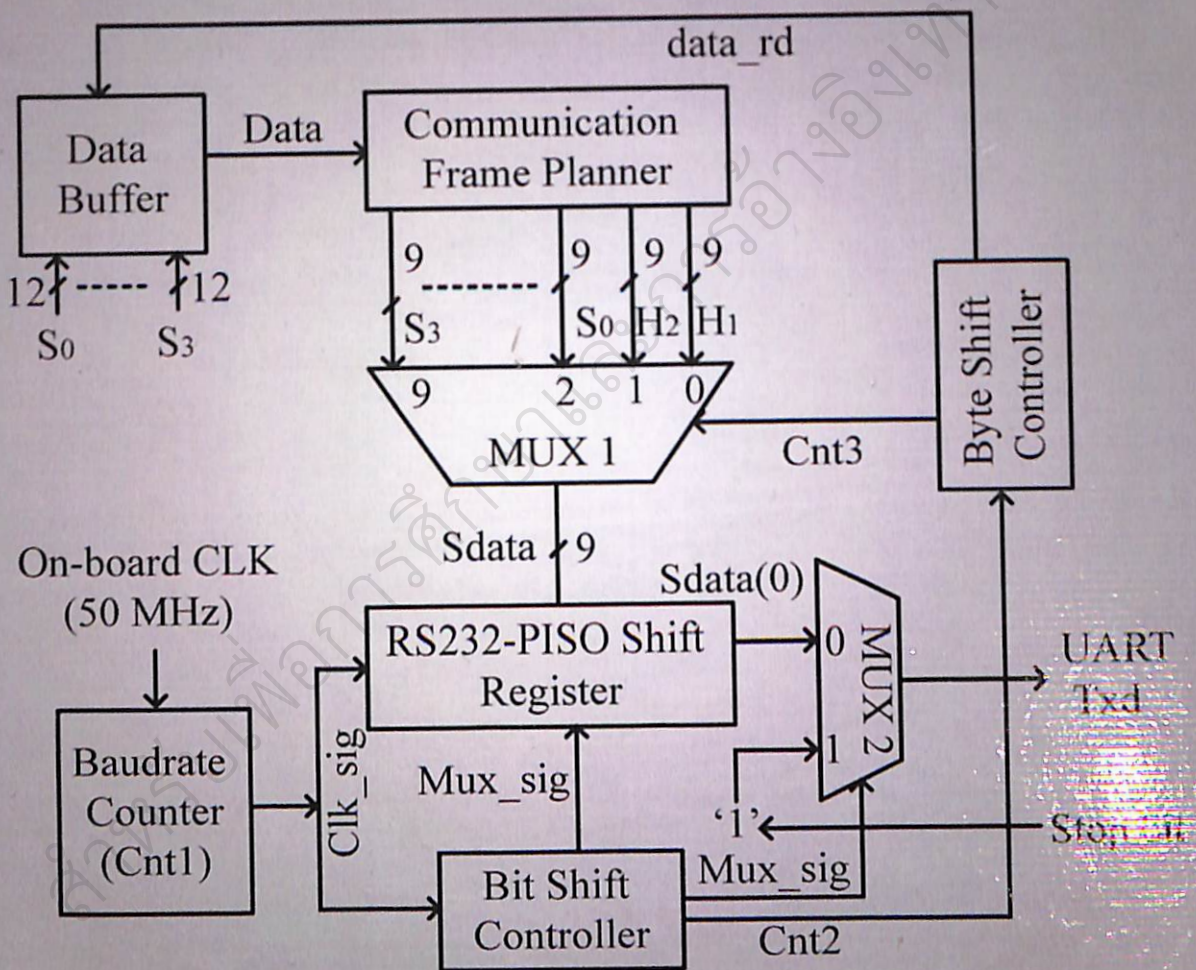 data_rd
Data
Buffer
Data
Communication
Frame Planner
12
12
S0
S3
9
9
9
9
S3
S0
H2
H1
9
2
1
0
MUX 1
Cnt3
Byte Shift
Controller
Sdata
9
On-board CLK
(50 MHz)
Sdata(0)
RS232-PISO Shift
Register
0
1
MUX 2
UART
Txd
Baudrate
Counter
(Cnt1)
Clk_sig
Mux_sig
'1'
Stop
Mux_sig
Bit Shift
Controller
Cnt2